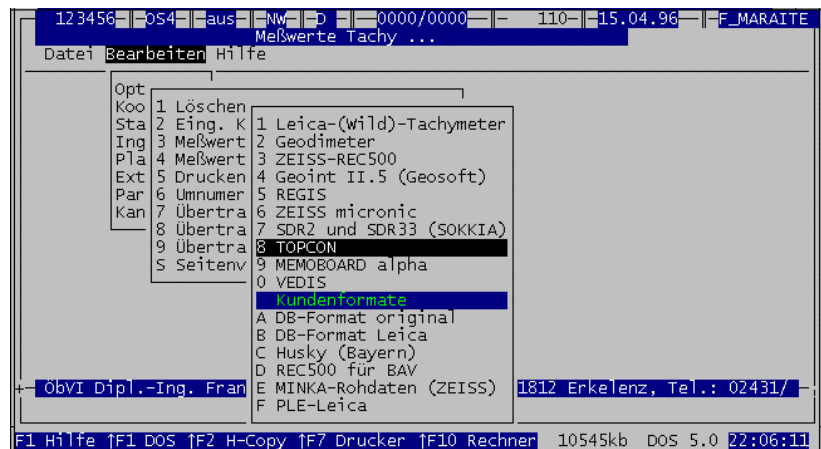 123456 OS4 -aus- NW D - 0000/0000 - 110- 15.04.96 F_MARAITE
Meßwerte Tachy ...
Datei Bearbeiten Hilfe
Opt
Koo 1 Löschen
Sta 2 Eing. K 1 Leica-(Wild)-Tachymeter
Ing 3 Meßwert 2 Geodimeter
Pla 4 Meßwert 3 ZEISS-REC500
Ext 5 Drucken 4 Geoint II.5 (Geosoft)
Par 6 Umnumer 5 REGIS
Kan 7 Übertra 6 ZEISS micronic
8 Übertra 7 SDR2 und SDR33 (SOKKIA)
9 Übertra 8 TOPCON
S Seitenv 9 MEMOBOARD alpha
0 VEDIS
Kundenformate
A DB-Format original
B DB-Format Leica
C Husky (Bayern)
D REC500 für BAV
ÖbVI Dipl.-Ing. Fran E MINKA-Rohdaten (ZEISS) 1812 Erkelenz, Tel.: 02431/
F PLE-Leica
F1 Hilfe ↑F1 DOS ↑F2 H-Copy ↑F7 Drucker ↑F10 Rechner 10545kb DOS 5.0 22:06:11